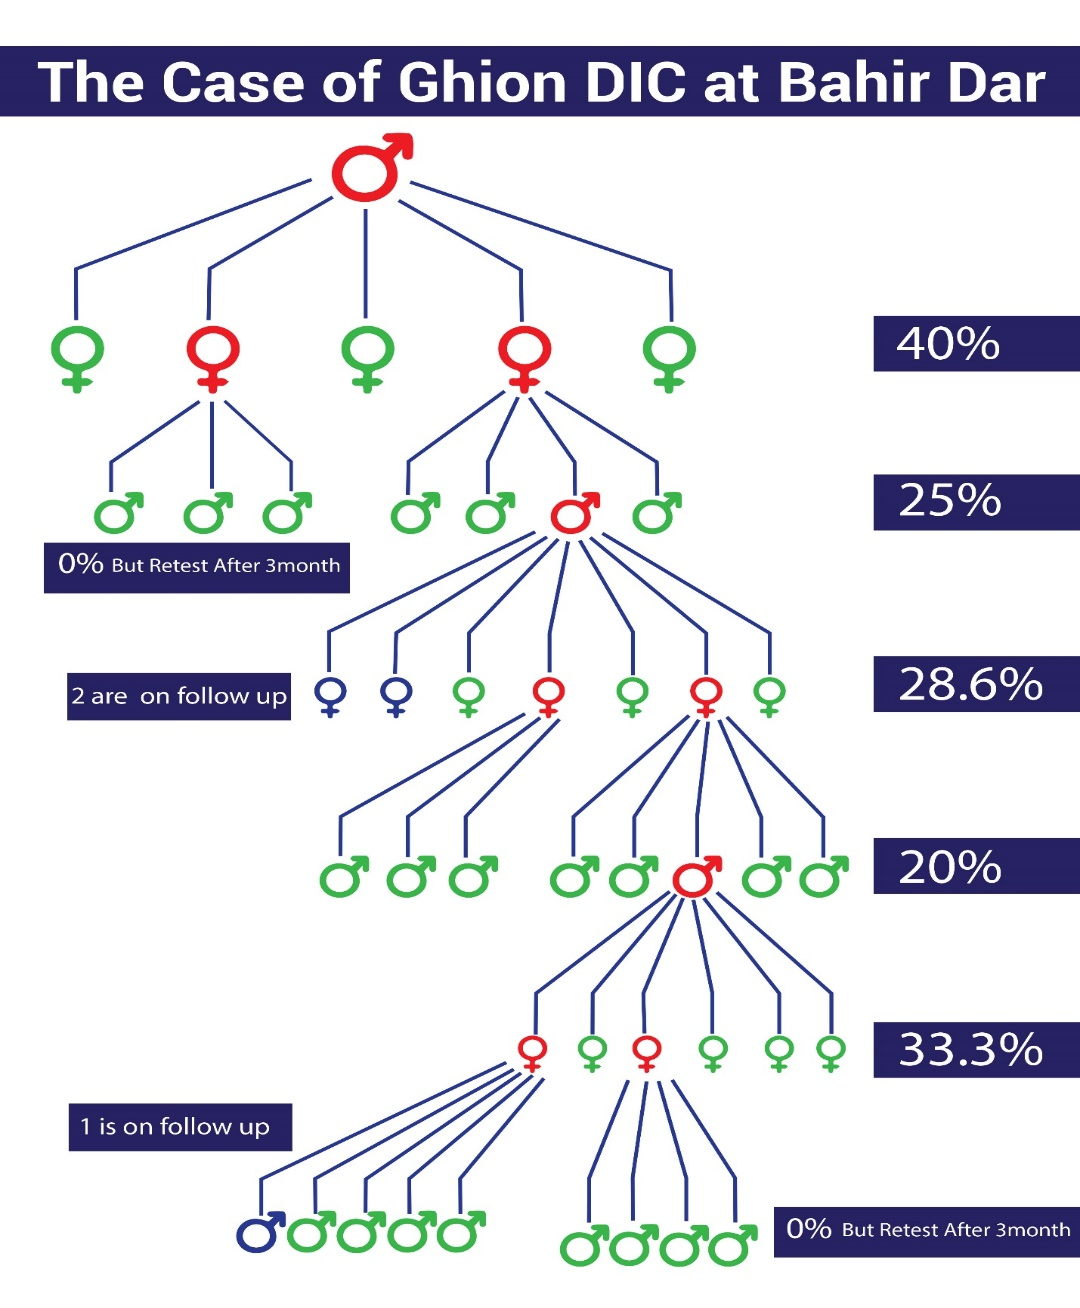 The Case of Ghion DIC at Bahir Dar
40%
25%
0% But Retest After 3month
2 are on follow up
28.6%
20%
33.3%
1 is on follow up
0% But Retest After 3month